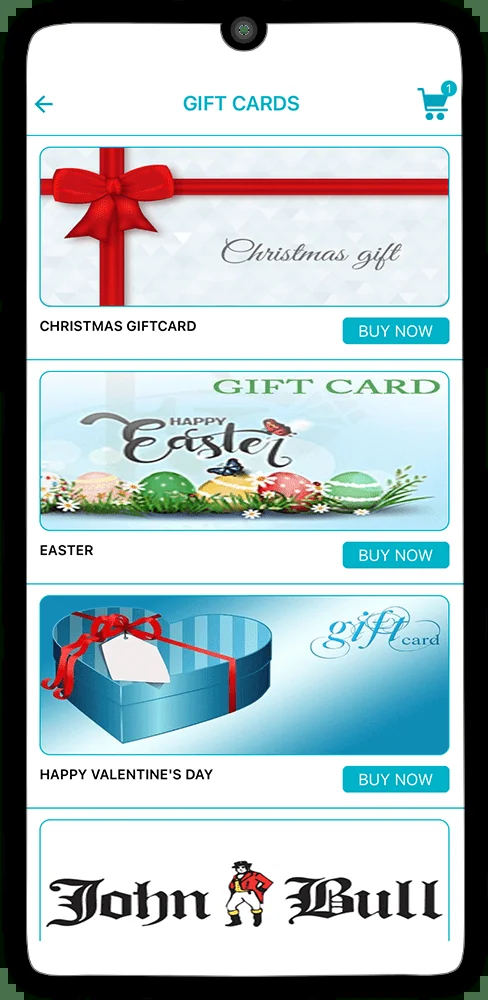 GIFT CARDS
1
Christmas gift
CHRISTMAS GIFTCARD
BUY NOW
GIFT CARD
HAPPY
Easter
EASTER
BUY NOW
gift
card
HAPPY VALENTINE'S DAY
BUY NOW
John Bull